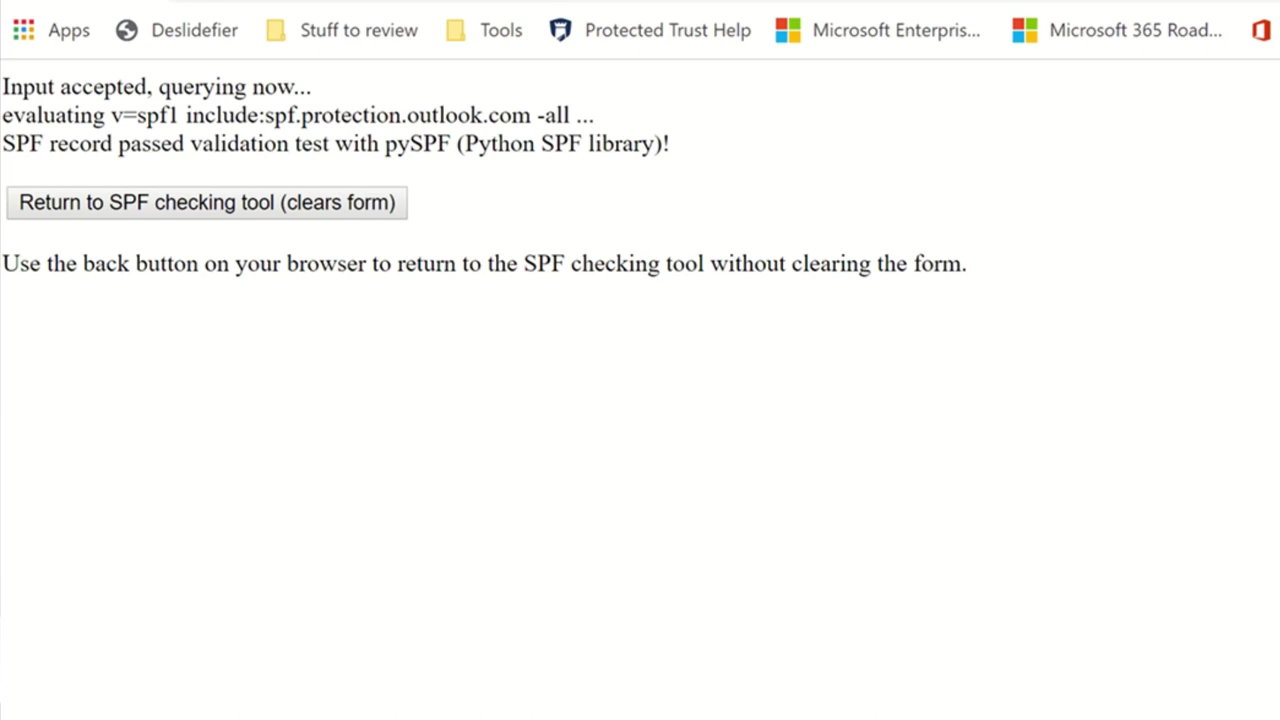 Apps Deslidefier Stuff to review Tools Protected Trust Help Microsoft Enterpris... Microsoft 365 Road...
Input accepted, querying now...
evaluating v=spf1 include:spf.protection.outlook.com -all ...
SPF record passed validation test with pySPF (Python SPF library)!
Return to SPF checking tool (clears form)
Use the back button on your browser to return to the SPF checking tool without clearing the form.